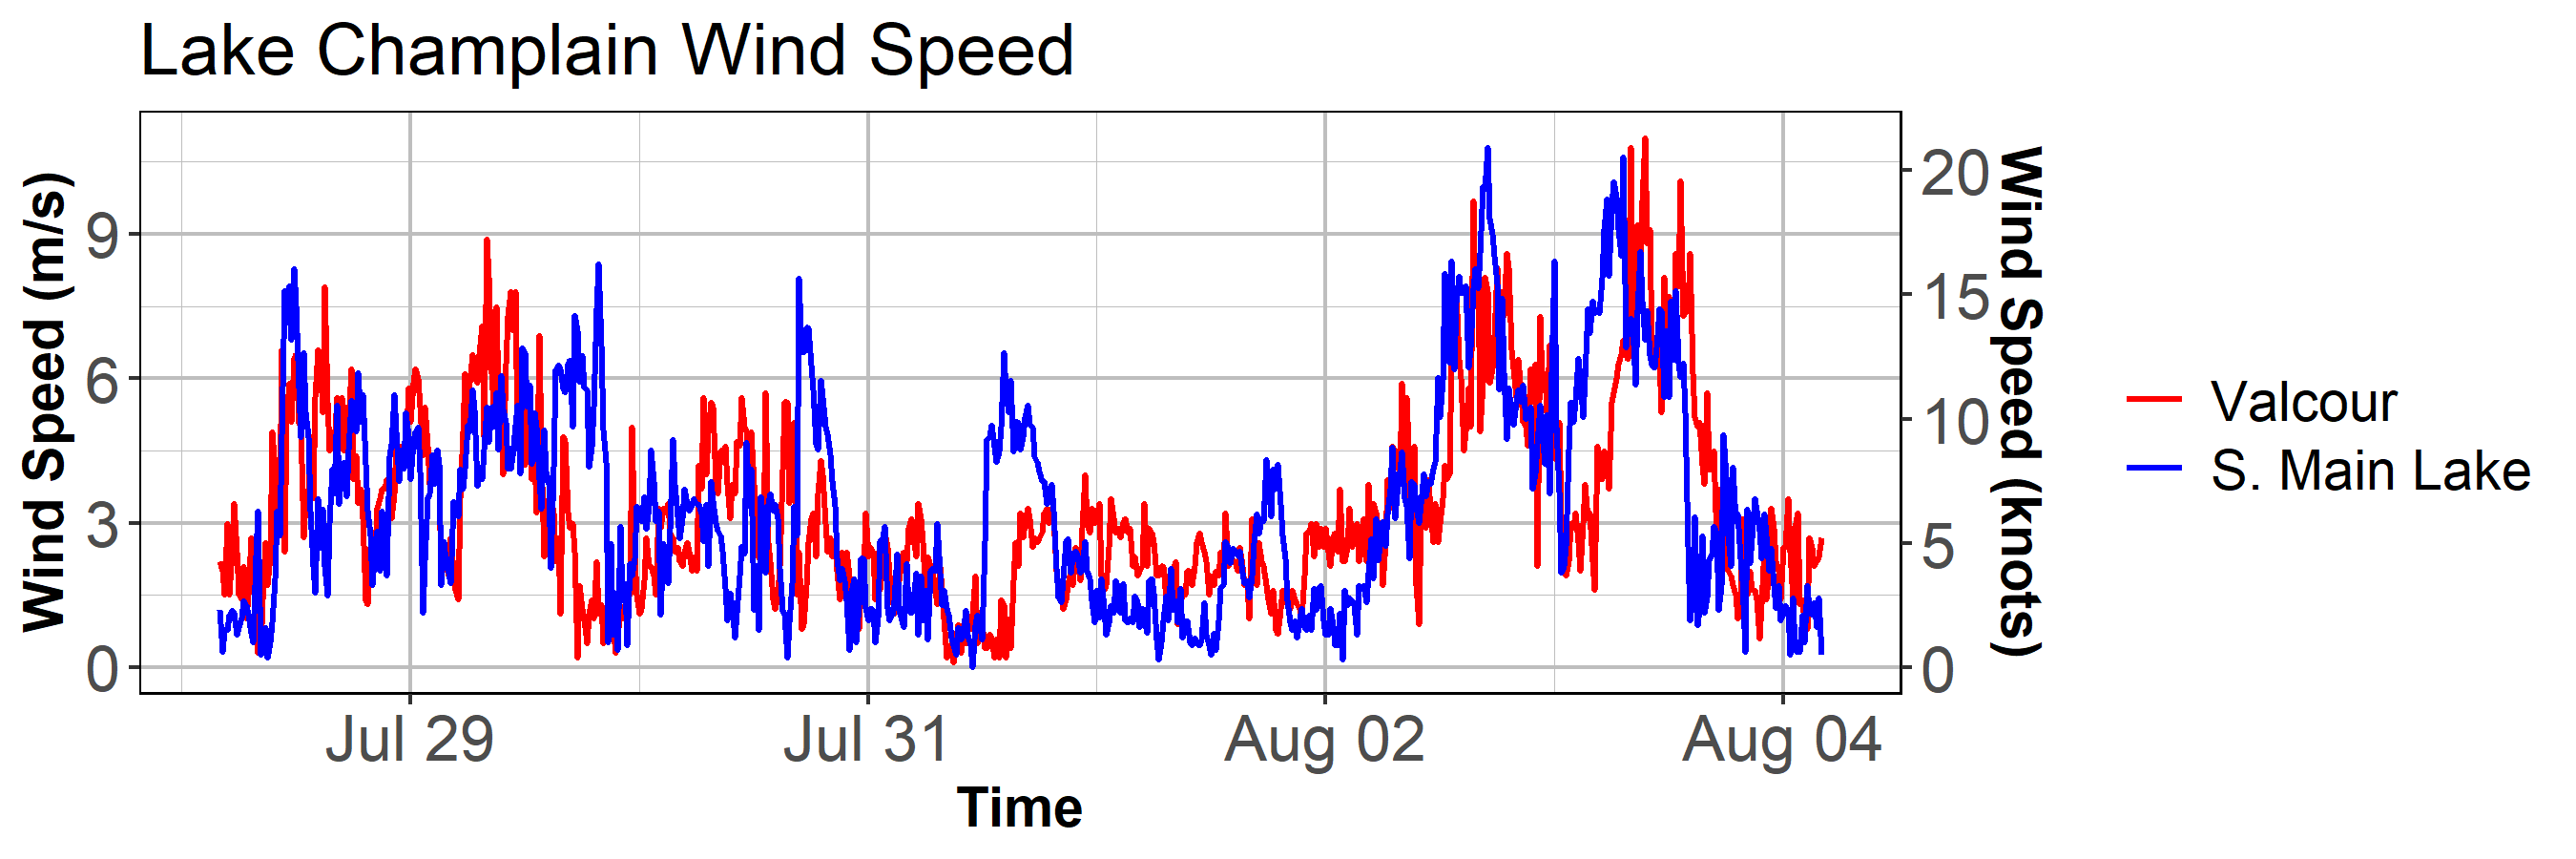 Lake Champlain Wind Speed
Wind Speed (m/s)
9
6
3
0
20
15
10
5
0
Wind Speed (knots)
Jul 29
Jul 31
Aug 02
Aug 04
Time
Valcour
S. Main Lake